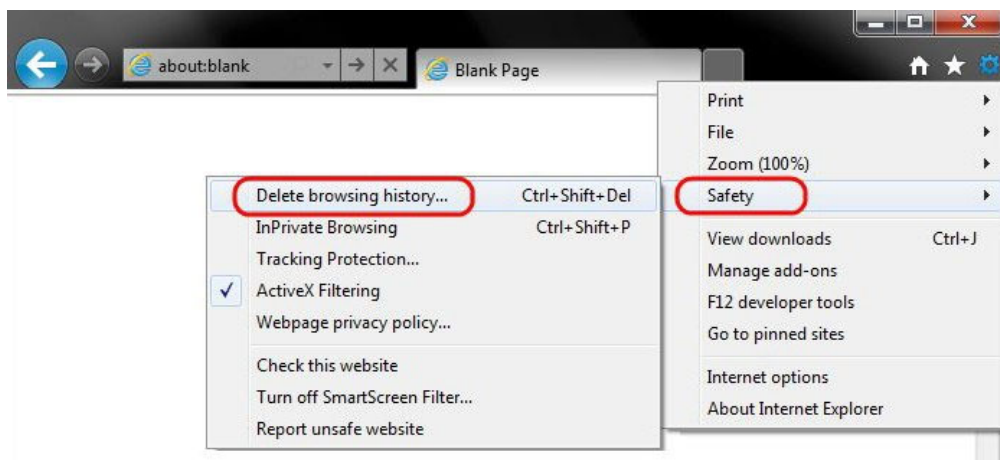 about:blank
Blank Page
Print
File
Zoom (100%)
Safety
View downloads Ctrl+J
Manage add-ons
F12 developer tools
Go to pinned sites
Internet options
About Internet Explorer
Delete browsing history... Ctrl+Shift+Del
InPrivate Browsing Ctrl+Shift+P
Tracking Protection...
ActiveX Filtering
Webpage privacy policy...
Check this website
Turn off SmartScreen Filter...
Report unsafe website